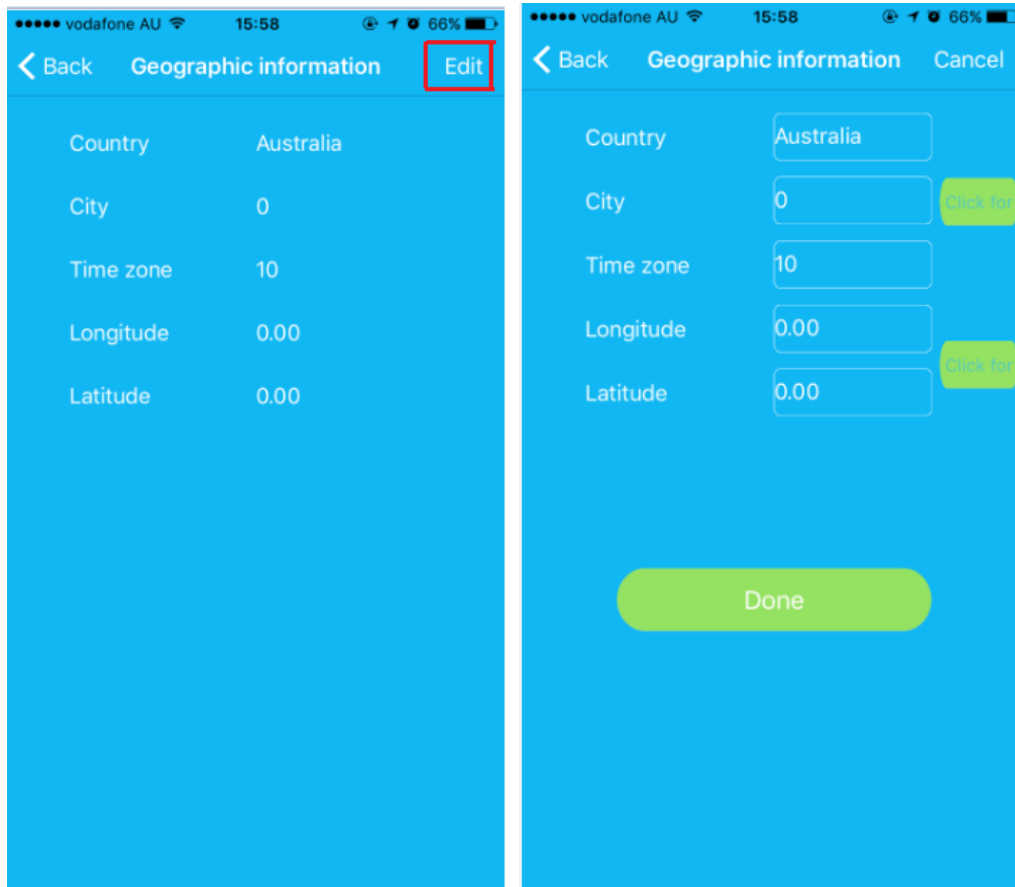 vodafone AU 15:58 66%
Back Geographic information Edit
Country Australia
City 0
Time zone 10
Longitude 0.00
Latitude 0.00
vodafone AU 15:58 66%
Back Geographic information Cancel
Country Australia
City 0 Click for
Time zone 10
Longitude 0.00
Click for
Latitude 0.00
Done